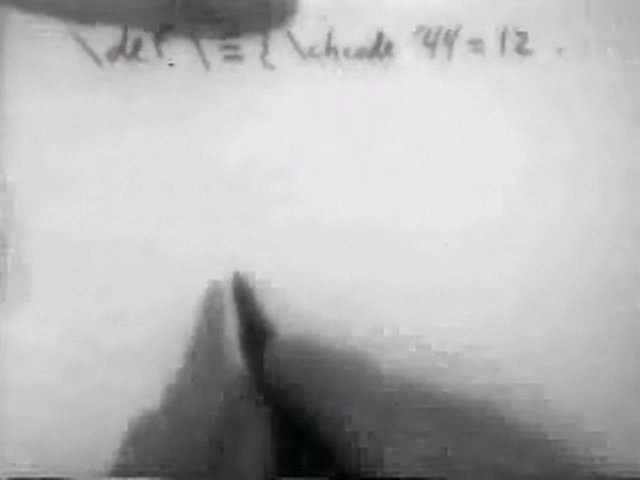 \def \={ \chcode '44=12 .